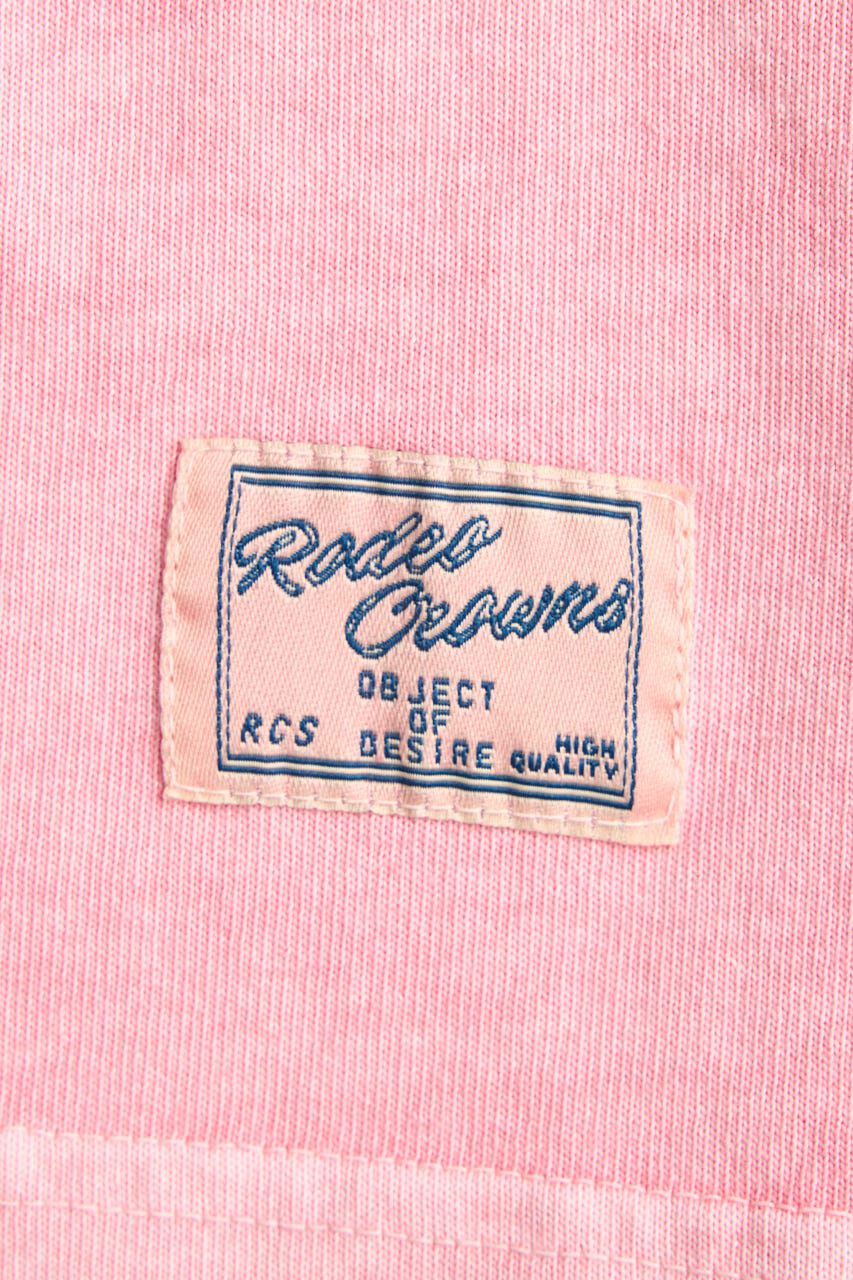 Rodeo
Crowns
OBJECT
OF
RCS DESIRE HIGH
QUALITY